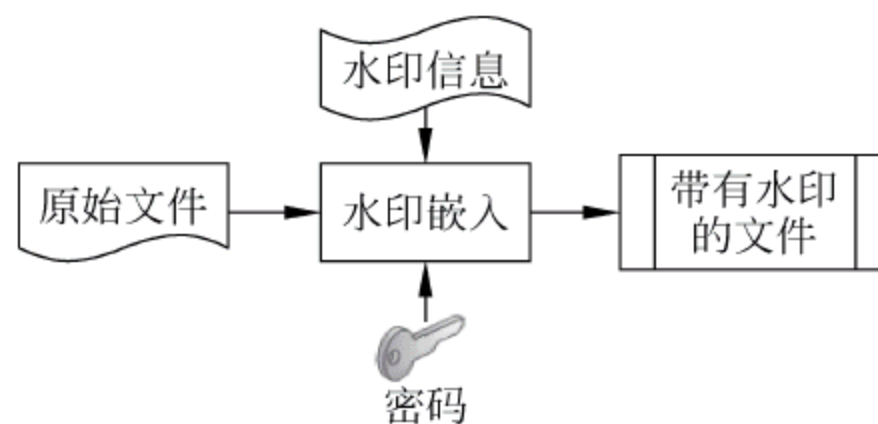 水印信息
原始文件
水印嵌入
带有水印
的文件
密码